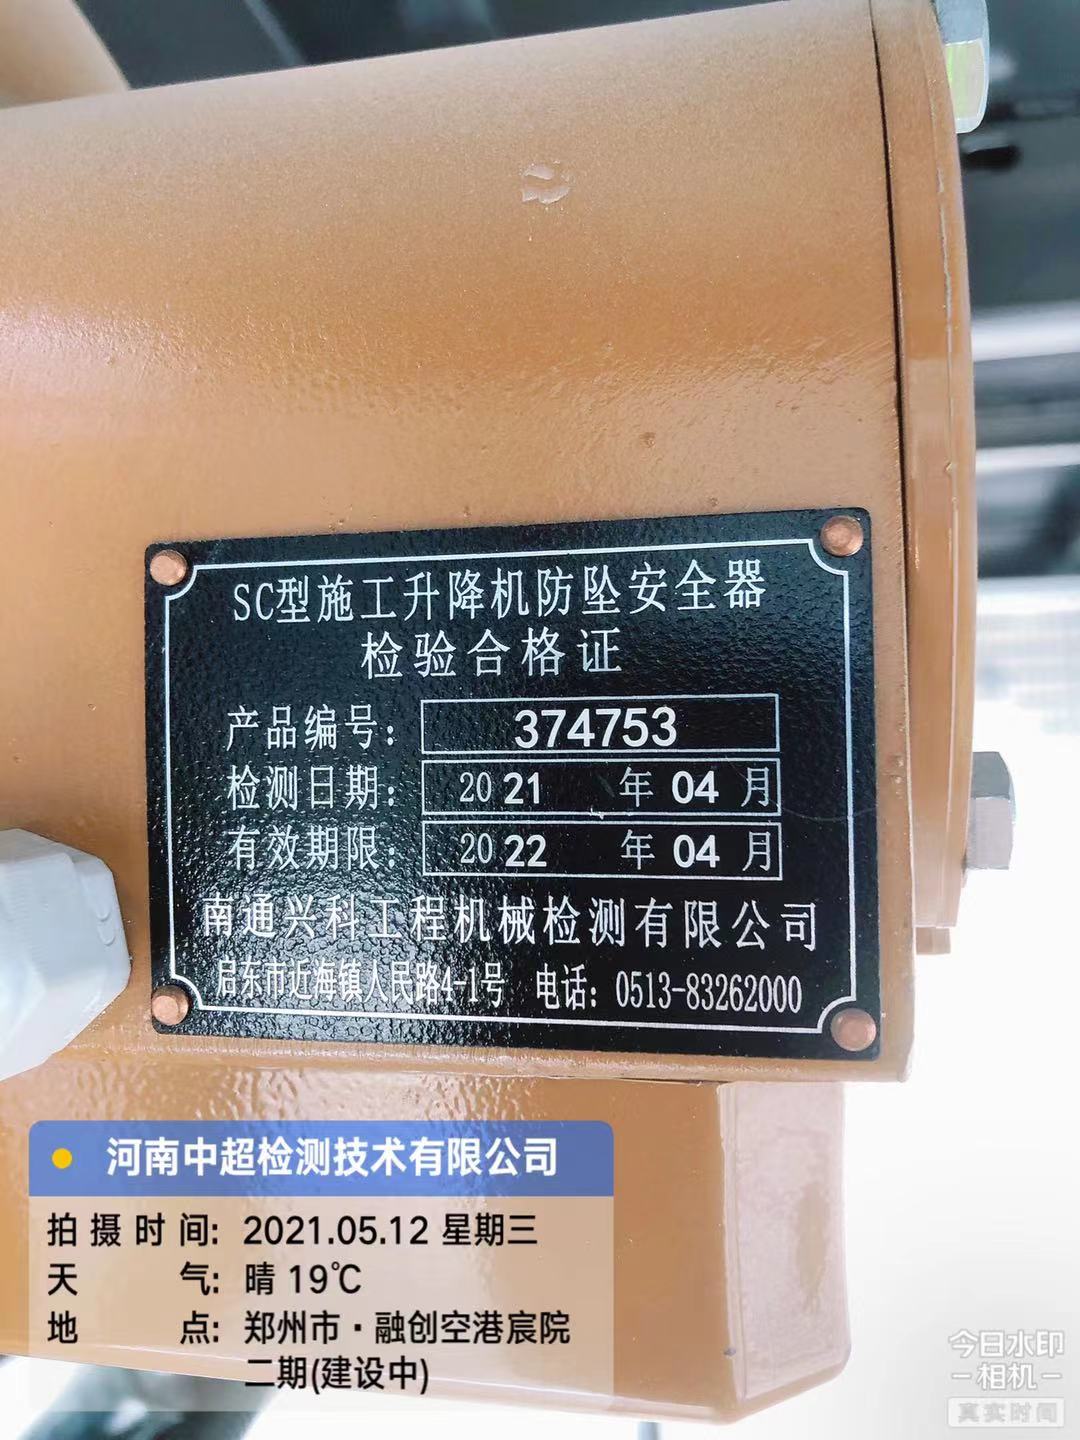 SC型施工升降机防坠安全器
检验合格证
产品编号: 374753
检测日期: 2021 年 04 月
有效期限: 2022 年 04 月
南通兴科工程机械检测有限公司
启东市近海镇人民路4-1号 电话: 0513-83262000
河南中超检测技术有限公司
拍摄时间: 2021.05.12 星期三
天气: 晴 19℃
地点: 郑州市·融创空港宸院
二期(建设中)
今日水印
相机
真实时间